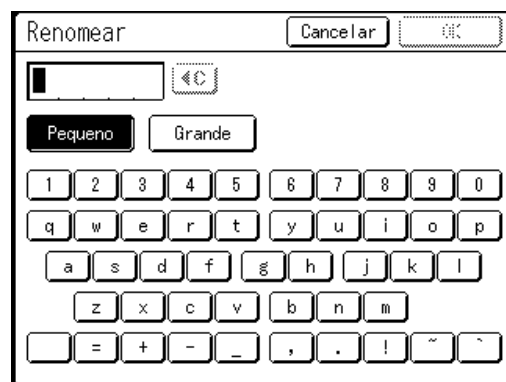 Renomear Cancelar OK
◀C
Pequeno Grande
1 2 3 4 5 6 7 8 9 0
q w e r t y u i o p
a s d f g h j k l
z x c v b n m
= + - _ , . ! ~ `